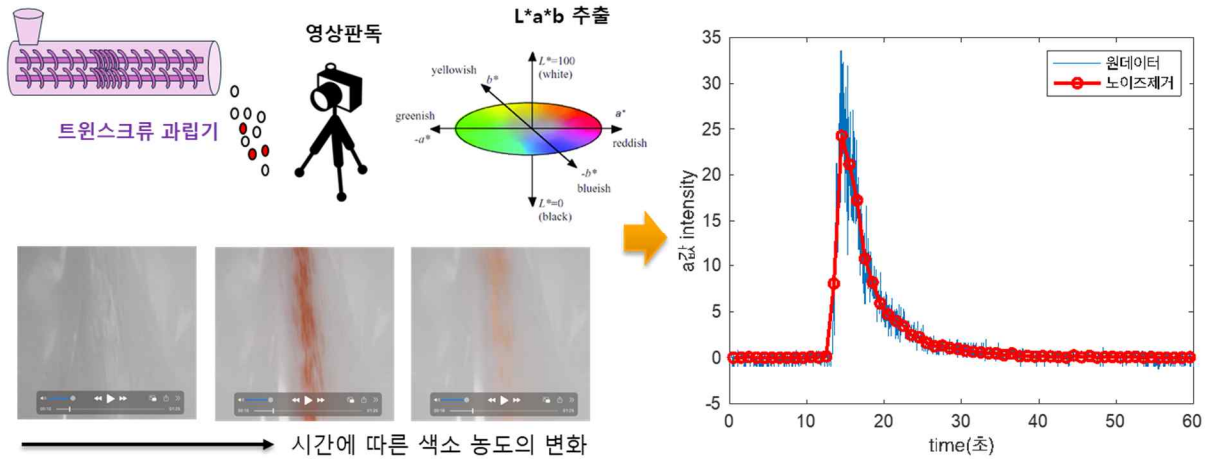 트윈스크류 과립기
영상판독
L*a*b 추출
L*=100
(white)
yellowish
b*
greenish
-a*
a*
reddish
-b*
blueish
L*=0
(black)
시간에 따른 색소 농도의 변화
원데이터
노이즈제거
a값 intensity
35
30
25
20
15
10
5
0
-5
0
10
20
30
40
50
60
time(초)